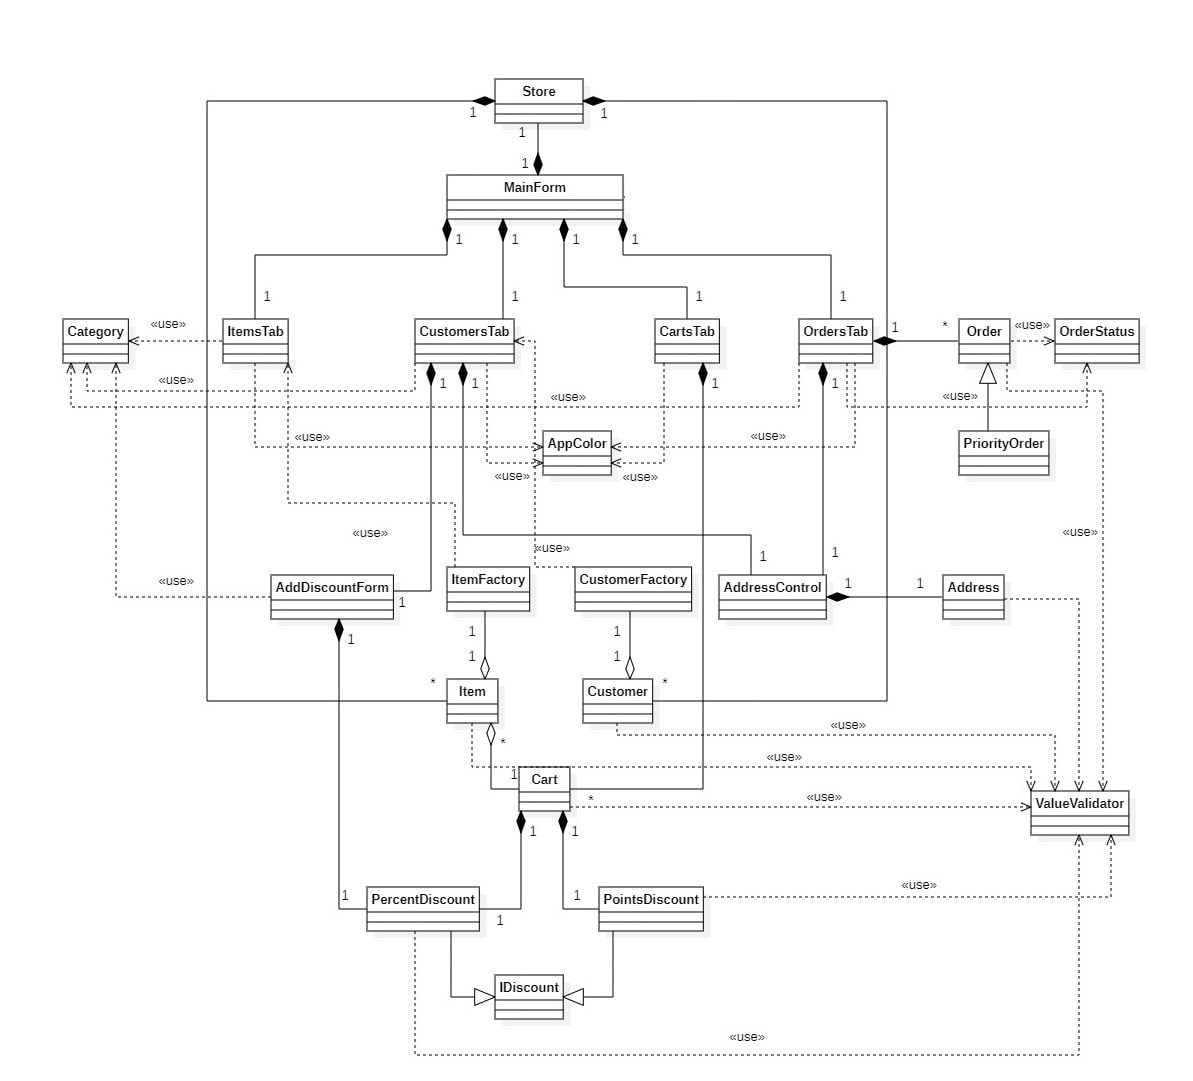 Store
1
1
1
1
MainForm
1
1
1
1
1
1
1
1
Category
«use»
ItemsTab
CustomersTab
CartsTab
OrdersTab
1
*
Order
«use»
OrderStatus
«use»
1
1
1
1
«use»
«use»
«use»
AppColor
«use»
PriorityOrder
«use»
«use»
«use»
«use»
1
1
«use»
«use»
AddDiscountForm
1
ItemFactory
CustomerFactory
AddressControl
1
1
Address
1
1
1
1
1
*
Item
Customer
*
*
«use»
«use»
1
Cart
*
«use»
ValueValidator
1
1
1
PercentDiscount
1
1
PointsDiscount
«use»
IDiscount
«use»